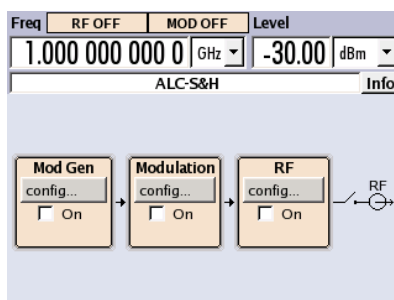 Freq RF OFF MOD OFF Level
1.000 000 000 0 GHz -30.00 dBm
ALC-S&H Info
Mod Gen Modulation RF
config... config... config... RF
On On On